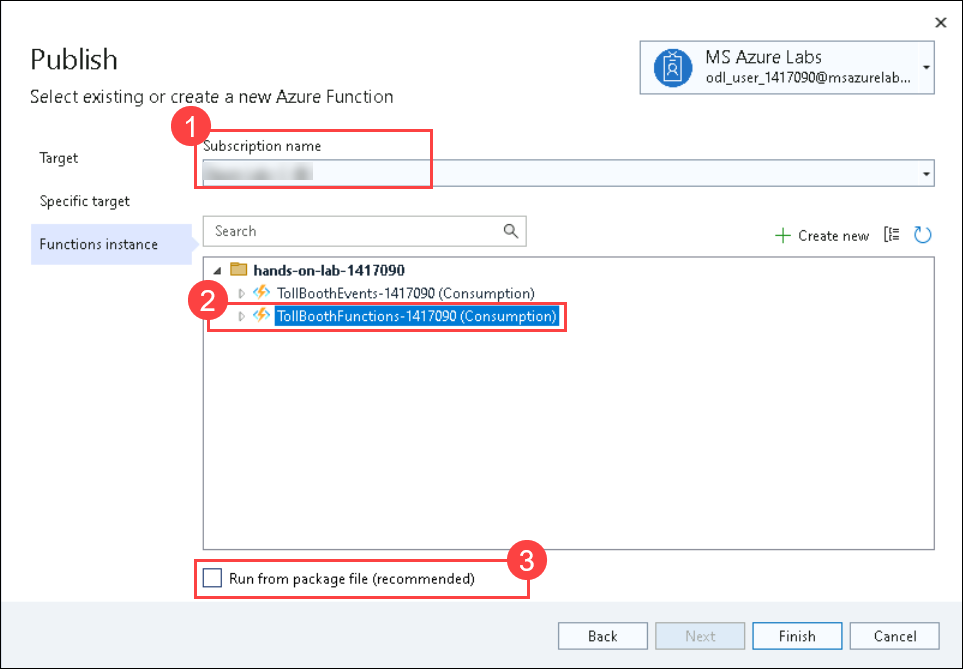 Publish
Select existing or create a new Azure Function
MS Azure Labs
odl_user_1417090@msazurelab...
1
Subscription name
Target
Specific target
Functions instance
Search
Create new
hands-on-lab-1417090
TollBoothEvents-1417090 (Consumption)
2
TollBoothFunctions-1417090 (Consumption)
3
Run from package file (recommended)
Back
Next
Finish
Cancel